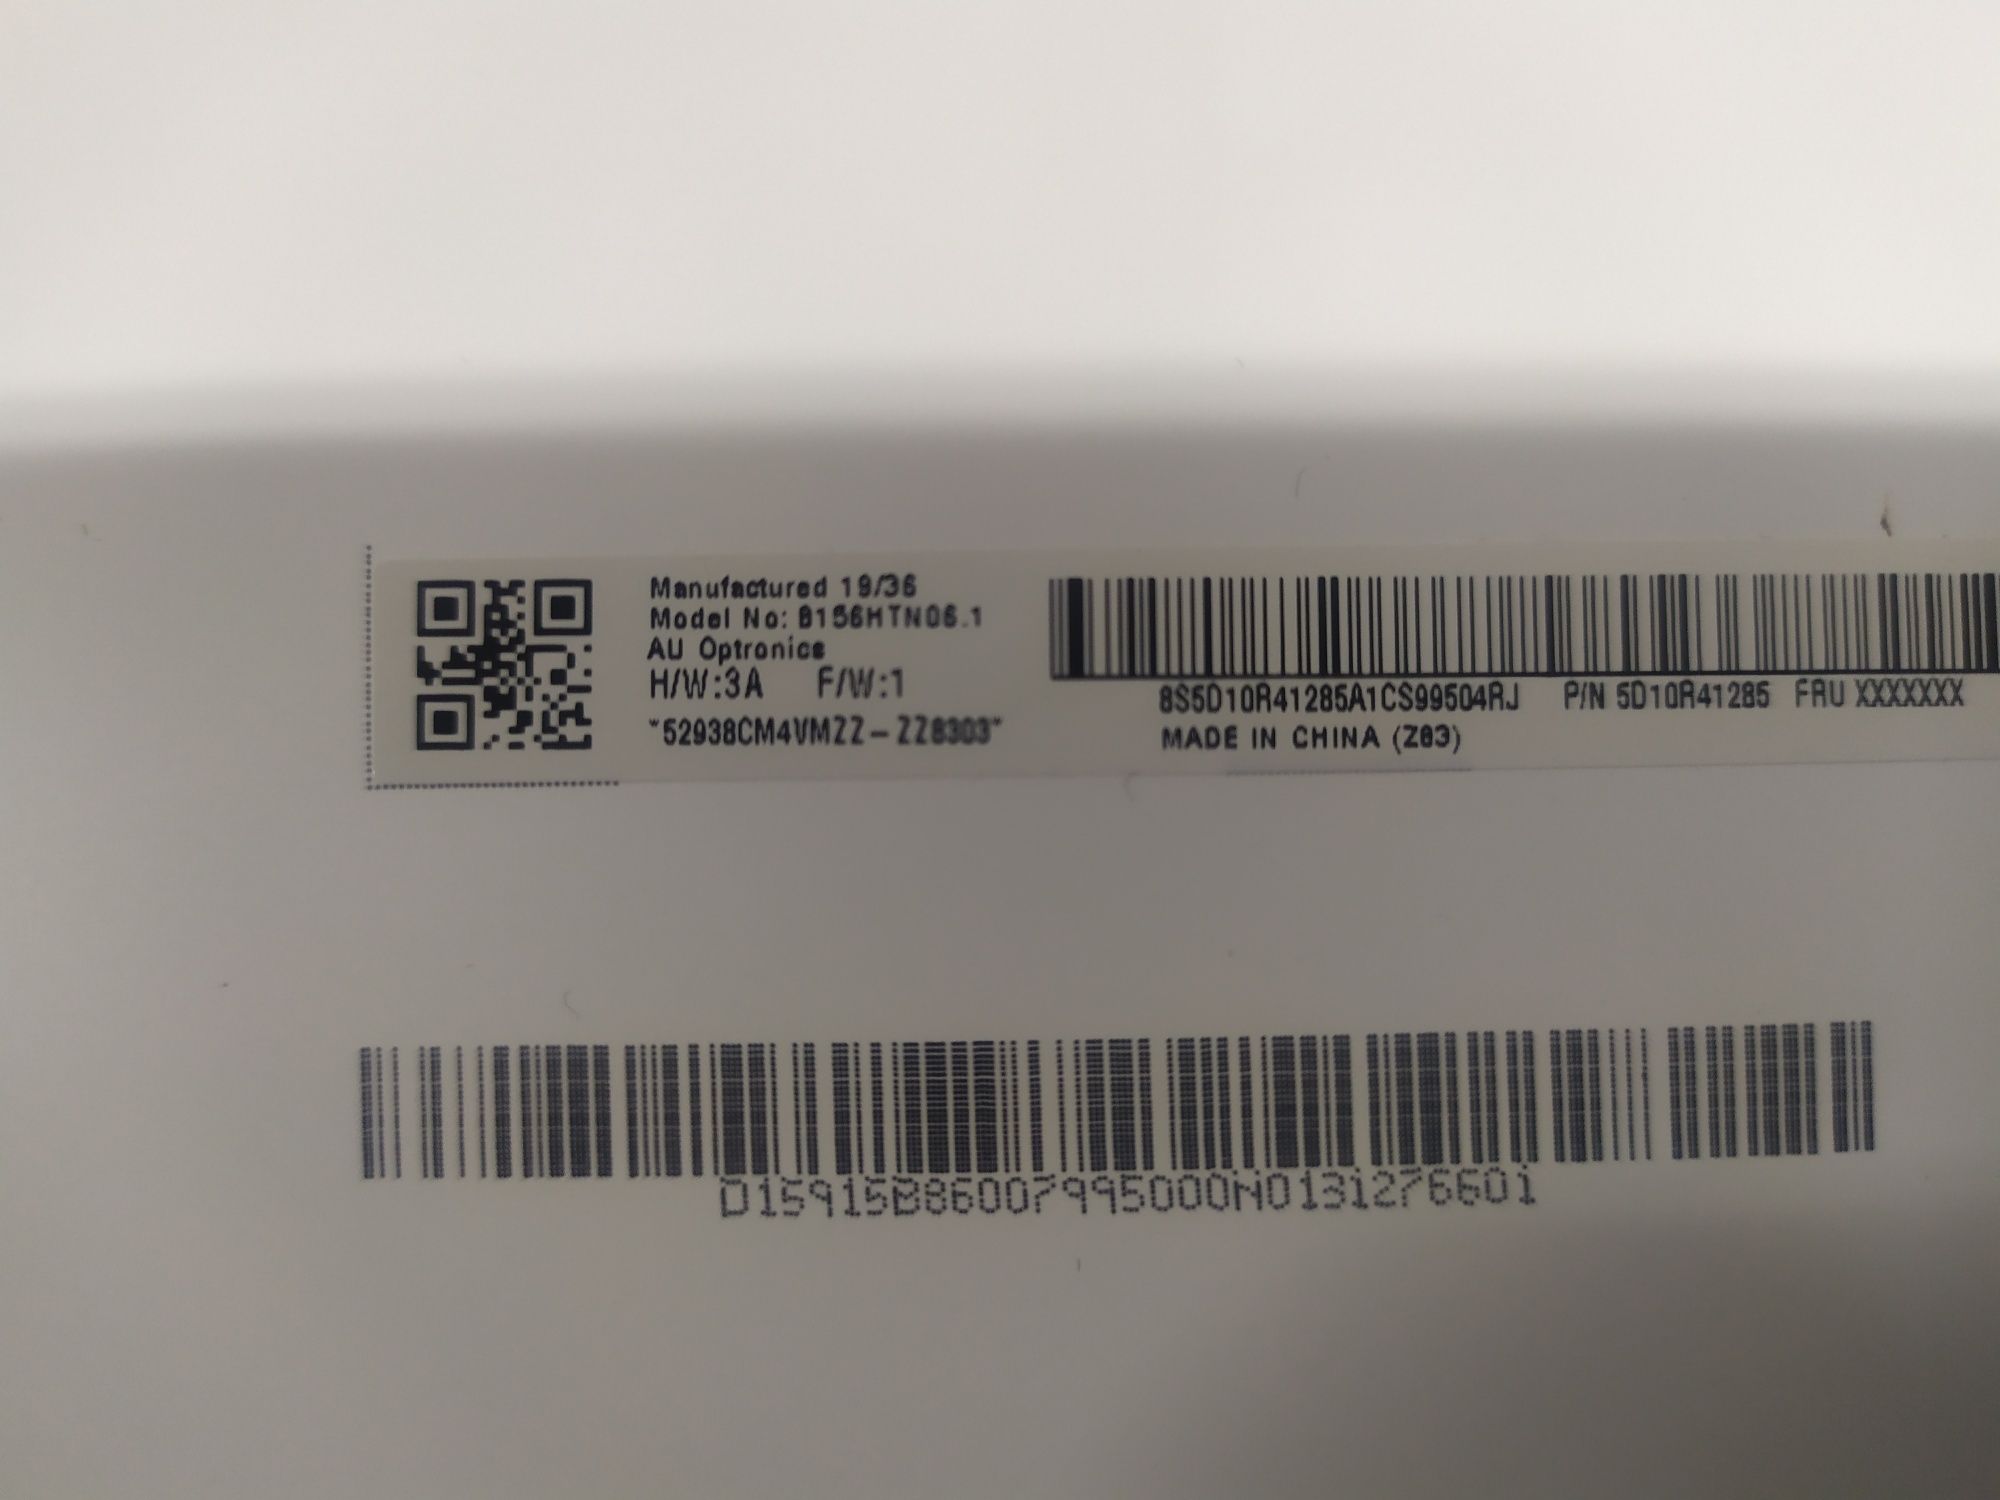 Manufactured 19/36
Model No: B156HTN06.1
AU Optronics
H/W:3A F/W:1
"52938CM4VMZZ-ZZ8303"
8S5D10R41285A1CS99504RJ P/N 5D10R41285 FRU XXXXXXX
MADE IN CHINA (Z83)
D15915B86007995000N0131276601